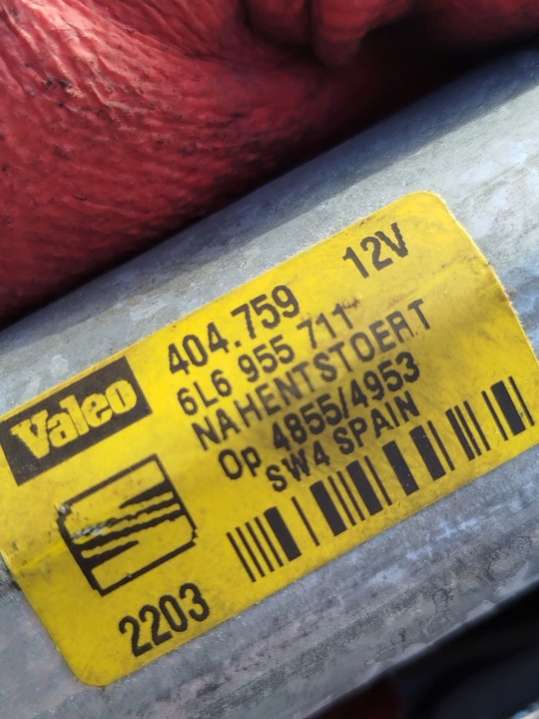 Valeo
404.759 12V
6L6 955 711
NAHENTSTOERT
Op 4855/4953
SW4 SPAIN
2203